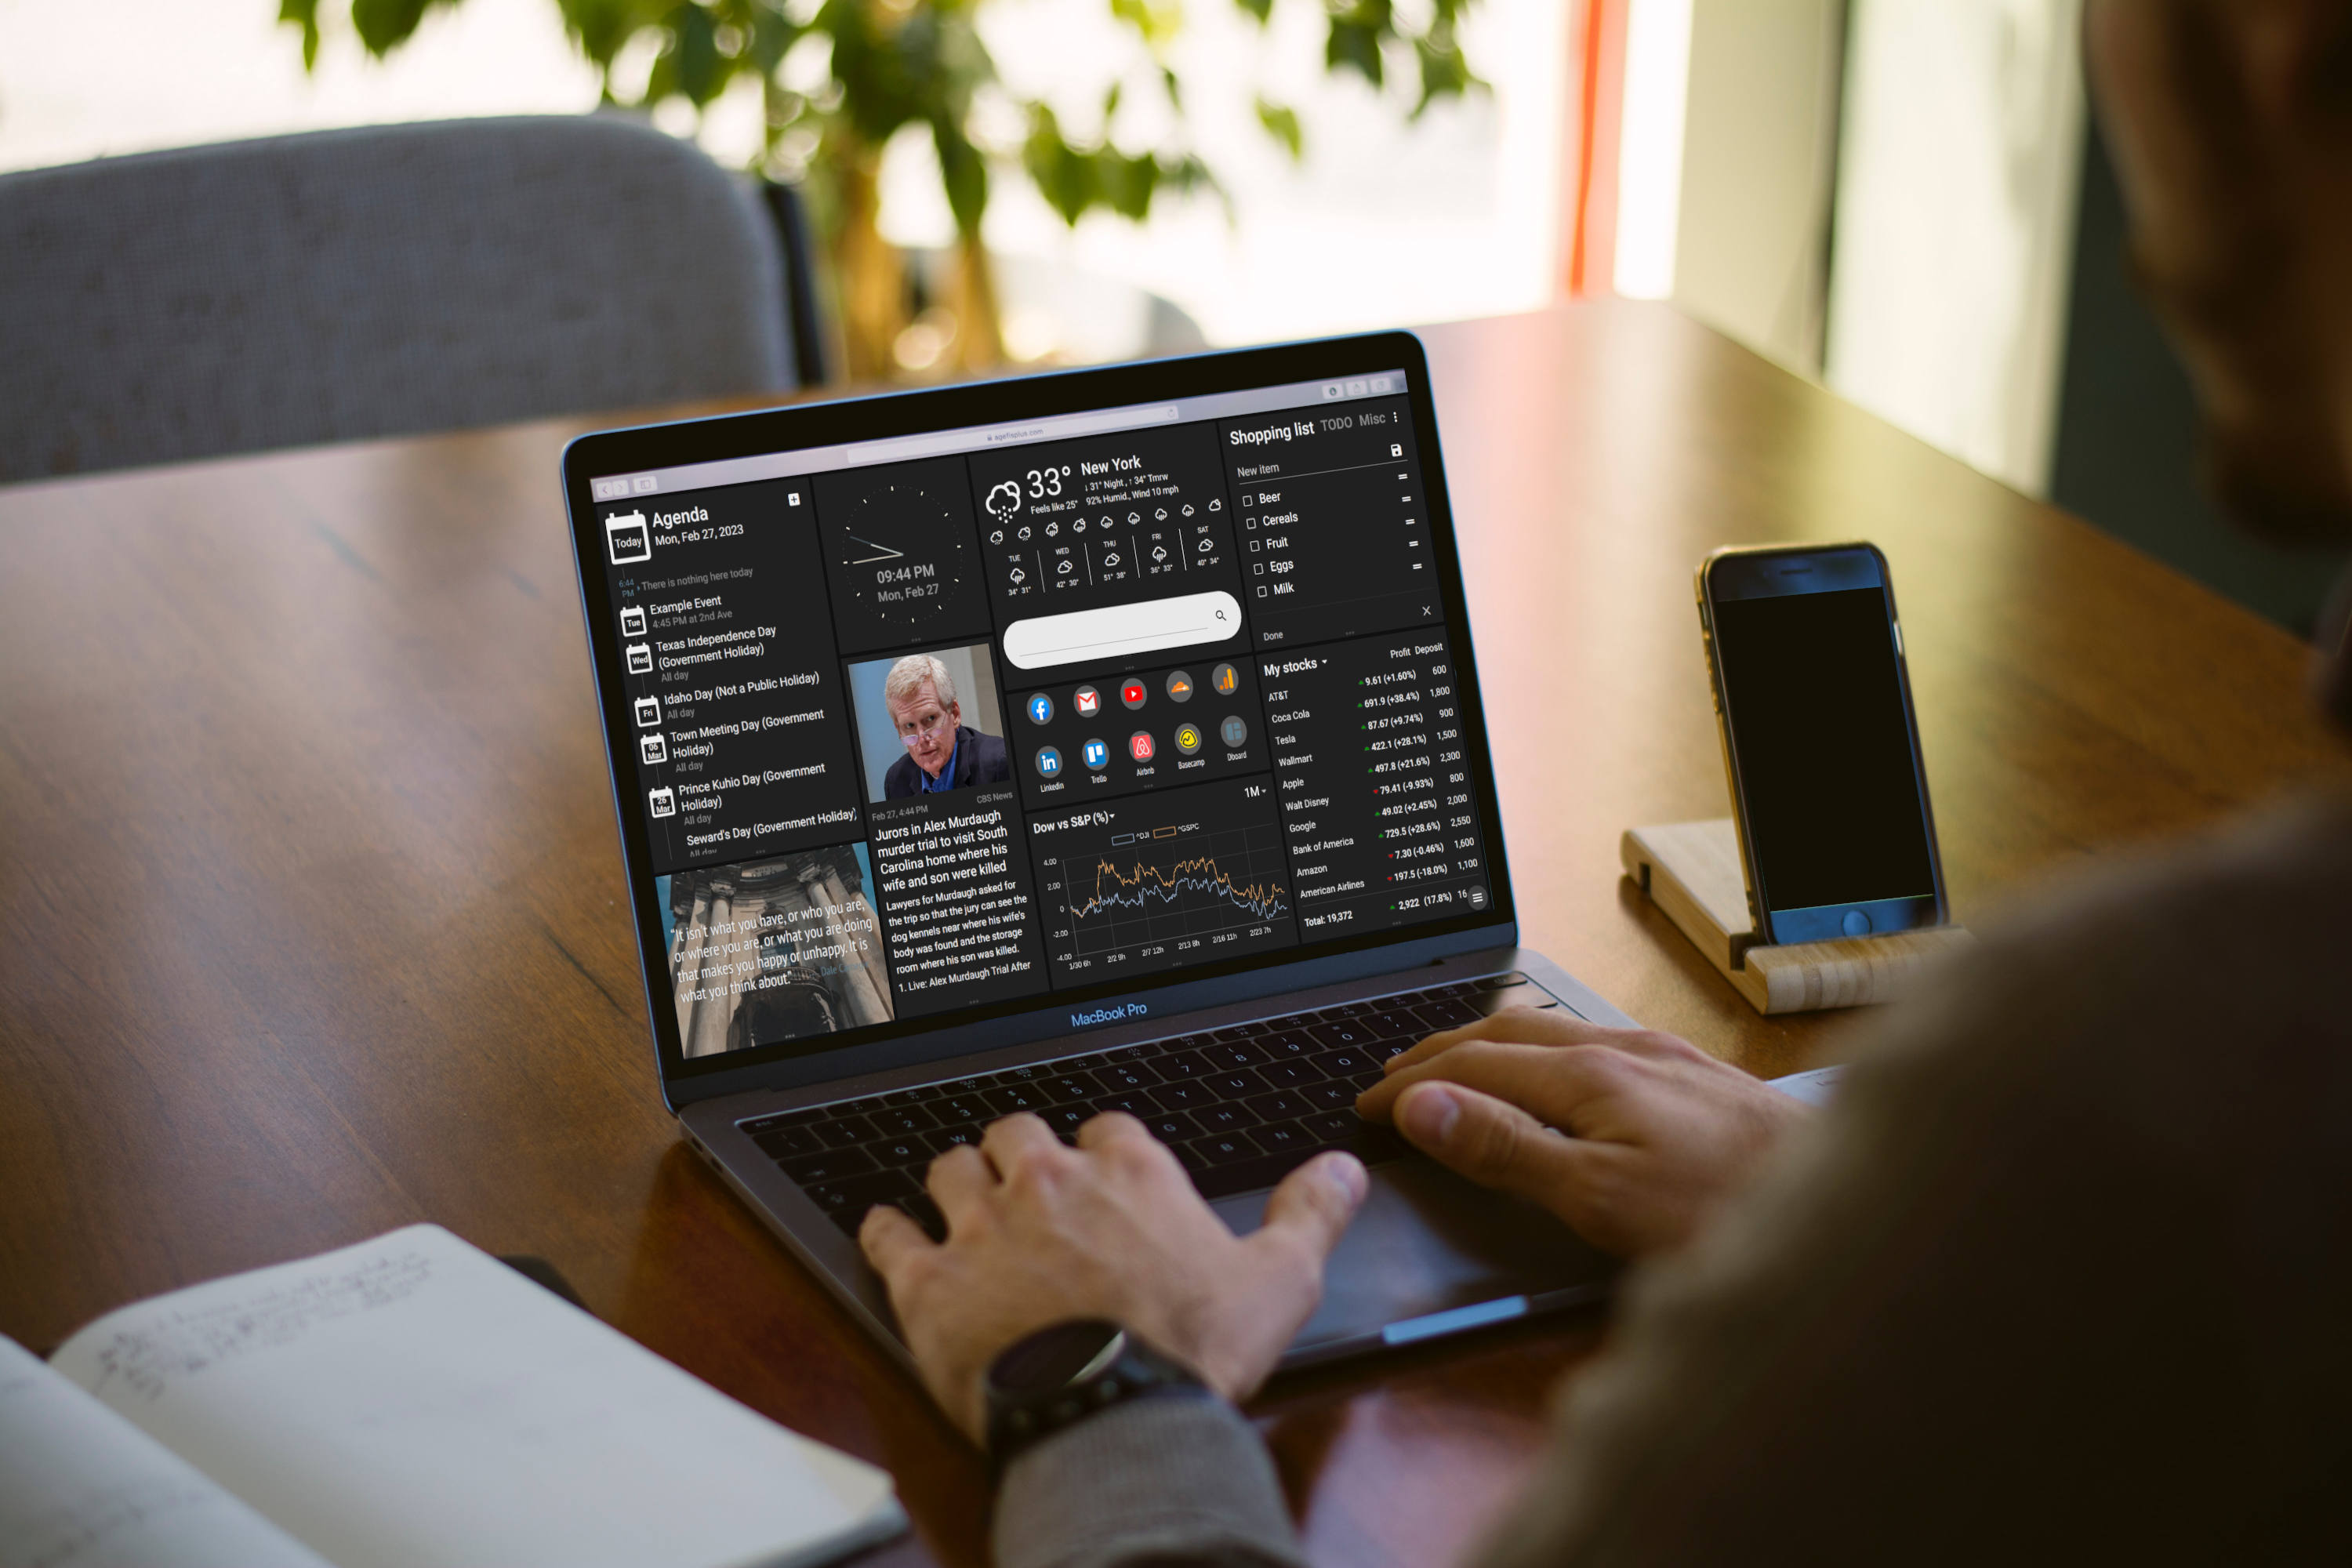 Agenda
Mon, Feb 27, 2023
Today
6:44 PM
There is nothing here today
Tue
Example Event
4:45 PM at 2nd Ave
Wed
Texas Independence Day
(Government Holiday)
All day
Fri
Idaho Day (Not a Public Holiday)
All day
06 Mar
Town Meeting Day (Government
Holiday)
All day
26 Mar
Prince Kuhio Day (Government
Holiday)
All day
Seward's Day (Government Holiday)
All day
"It isn't what you have, or who you are,
or where you are, or what you are doing
that makes you happy or unhappy. It is
what you think about."
Dale
09:44 PM
Mon, Feb 27
Feb 27, 4:44 PM
CBS News
Jurors in Alex Murdaugh
murder trial to visit South
Carolina home where his
wife and son were killed
Lawyers for Murdaugh asked for
the trip so that the jury can see the
dog kennels near where his wife's
body was found and the storage
room where his son was killed.
1. Live: Alex Murdaugh Trial After
33°
New York
Feels like 25°
↓ 31° Night, ↑ 34° Tmrw
92% Humid., Wind 10 mph
TUE WED THU FRI SAT
34° 31° 42° 30° 51° 38° 35° 33° 40° 34°
in
Linkedin Trello Airbnb Basecamp Dboard
Dow vs S&P (%)
1M
^DJI ^GSPC
4.00
2.00
0
-2.00
-4.00
1/30 6h 2/2 9h 2/7 12h 2/13 8h 2/16 11h 2/23 7h
Shopping list TODO Misc
New item
Beer
Cereals
Fruit
Eggs
Milk
Done
My stocks Profit Deposit
AT&T 9.61 (+1.60%) 600
Coca Cola 691.9 (+38.4%) 1,800
Tesla 87.67 (+9.74%) 900
Wallmart 422.1 (+28.1%) 1,500
Apple 497.8 (+21.6%) 2,300
Walt Disney 79.41 (-9.93%) 800
Google 49.02 (+2.45%) 2,000
Bank of America 729.5 (+28.6%) 2,550
Amazon 7.30 (-0.46%) 1,600
American Airlines 197.5 (-18.0%) 1,100
Total: 19,372 2,922 (17.8%) 16
MacBook Pro
1 2 3 4 5 6 7 8 9 0
Q W R T Y U I O P
G H J K
B N M